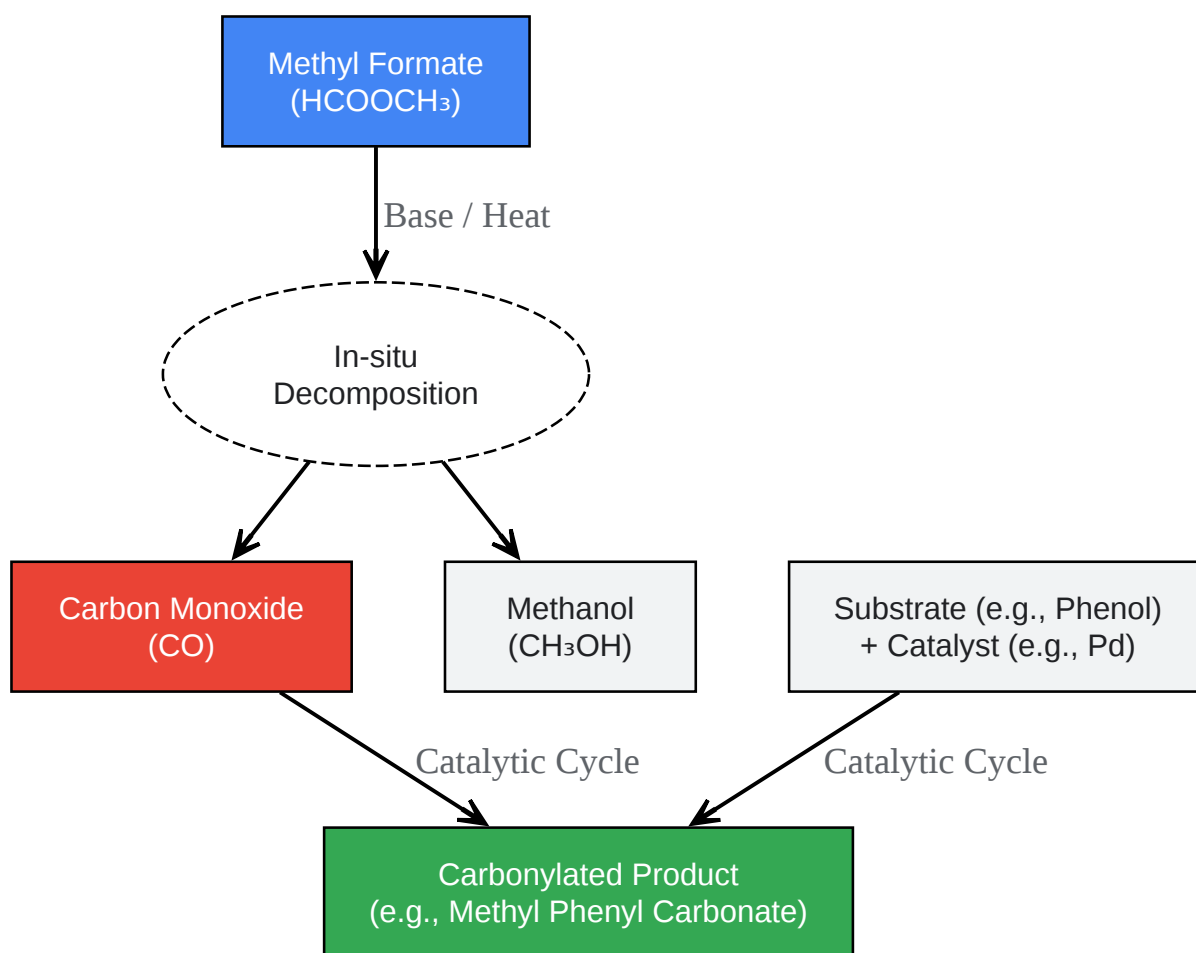 Methyl Formate
(HCOOCH₃)
Base / Heat
In-situ
Decomposition
Carbon Monoxide
(CO)
Methanol
(CH₃OH)
Substrate (e.g., Phenol)
+ Catalyst (e.g., Pd)
Catalytic Cycle
Catalytic Cycle
Carbonylated Product
(e.g., Methyl Phenyl Carbonate)